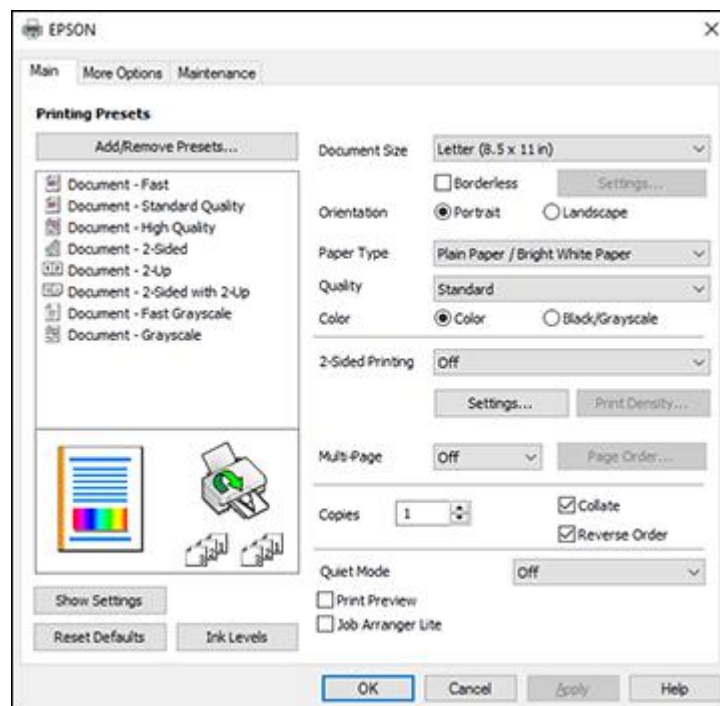 EPSON
Main More Options Maintenance
Printing Presets
Add/Remove Presets...
Document - Fast
Document - Standard Quality
Document - High Quality
Document - 2-Sided
Document - 2-Up
Document - 2-Sided with 2-Up
Document - Fast Grayscale
Document - Grayscale
Show Settings
Reset Defaults Ink Levels
Document Size Letter (8.5 x 11 in)
Borderless Settings...
Orientation Portrait Landscape
Paper Type Plain Paper / Bright White Paper
Quality Standard
Color Color Black/Grayscale
2-Sided Printing Off
Settings... Print Density...
Multi-Page Off Page Order...
Copies 1 Collate
Reverse Order
Quiet Mode Off
Print Preview
Job Arranger Lite
OK Cancel Apply Help